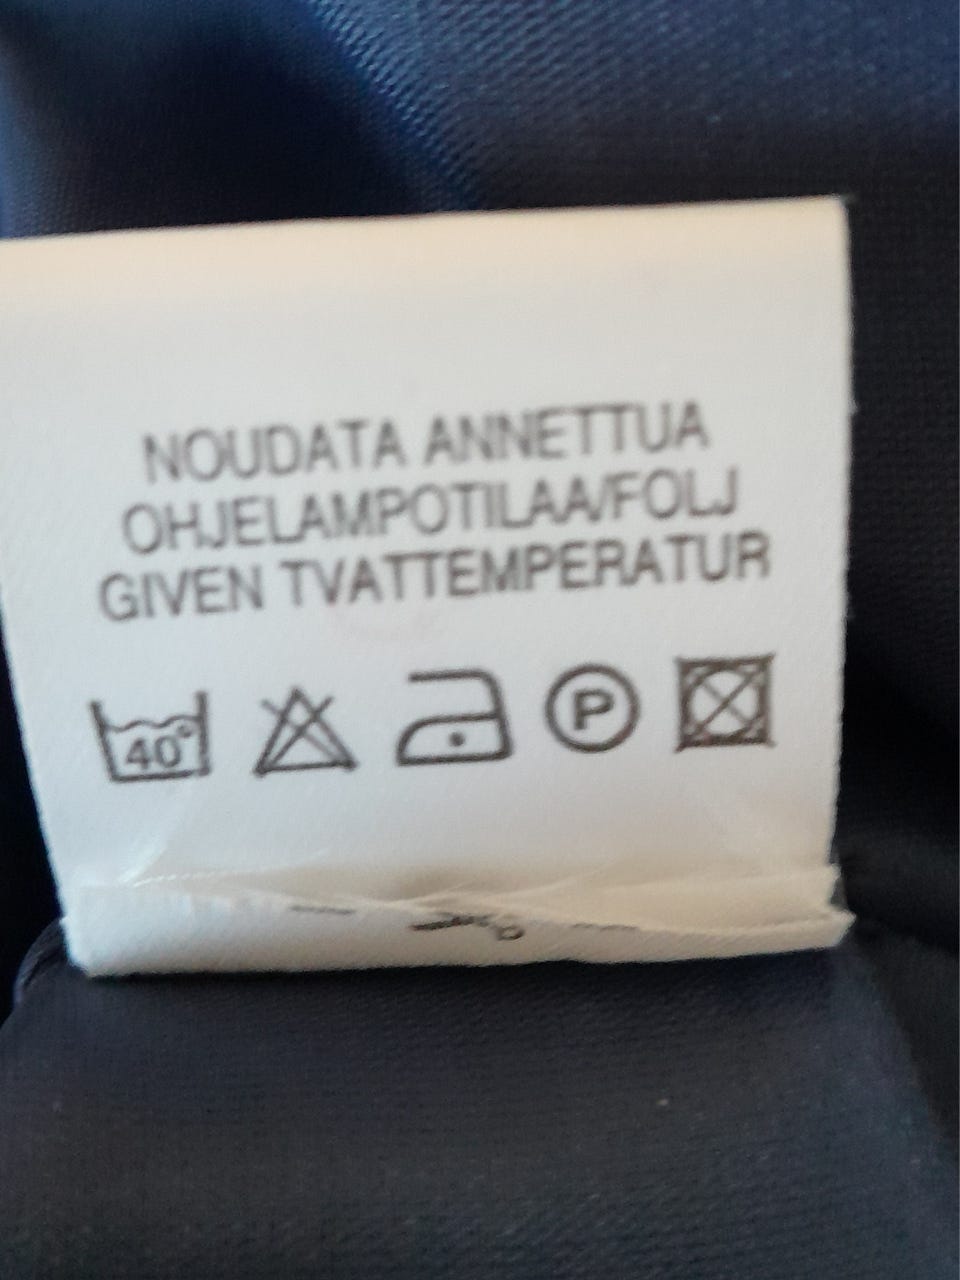 NOUDATA ANNETTUA
OHJELAMPOTILAA/FOLJ
GIVEN TVATTEMPERATUR
40° P